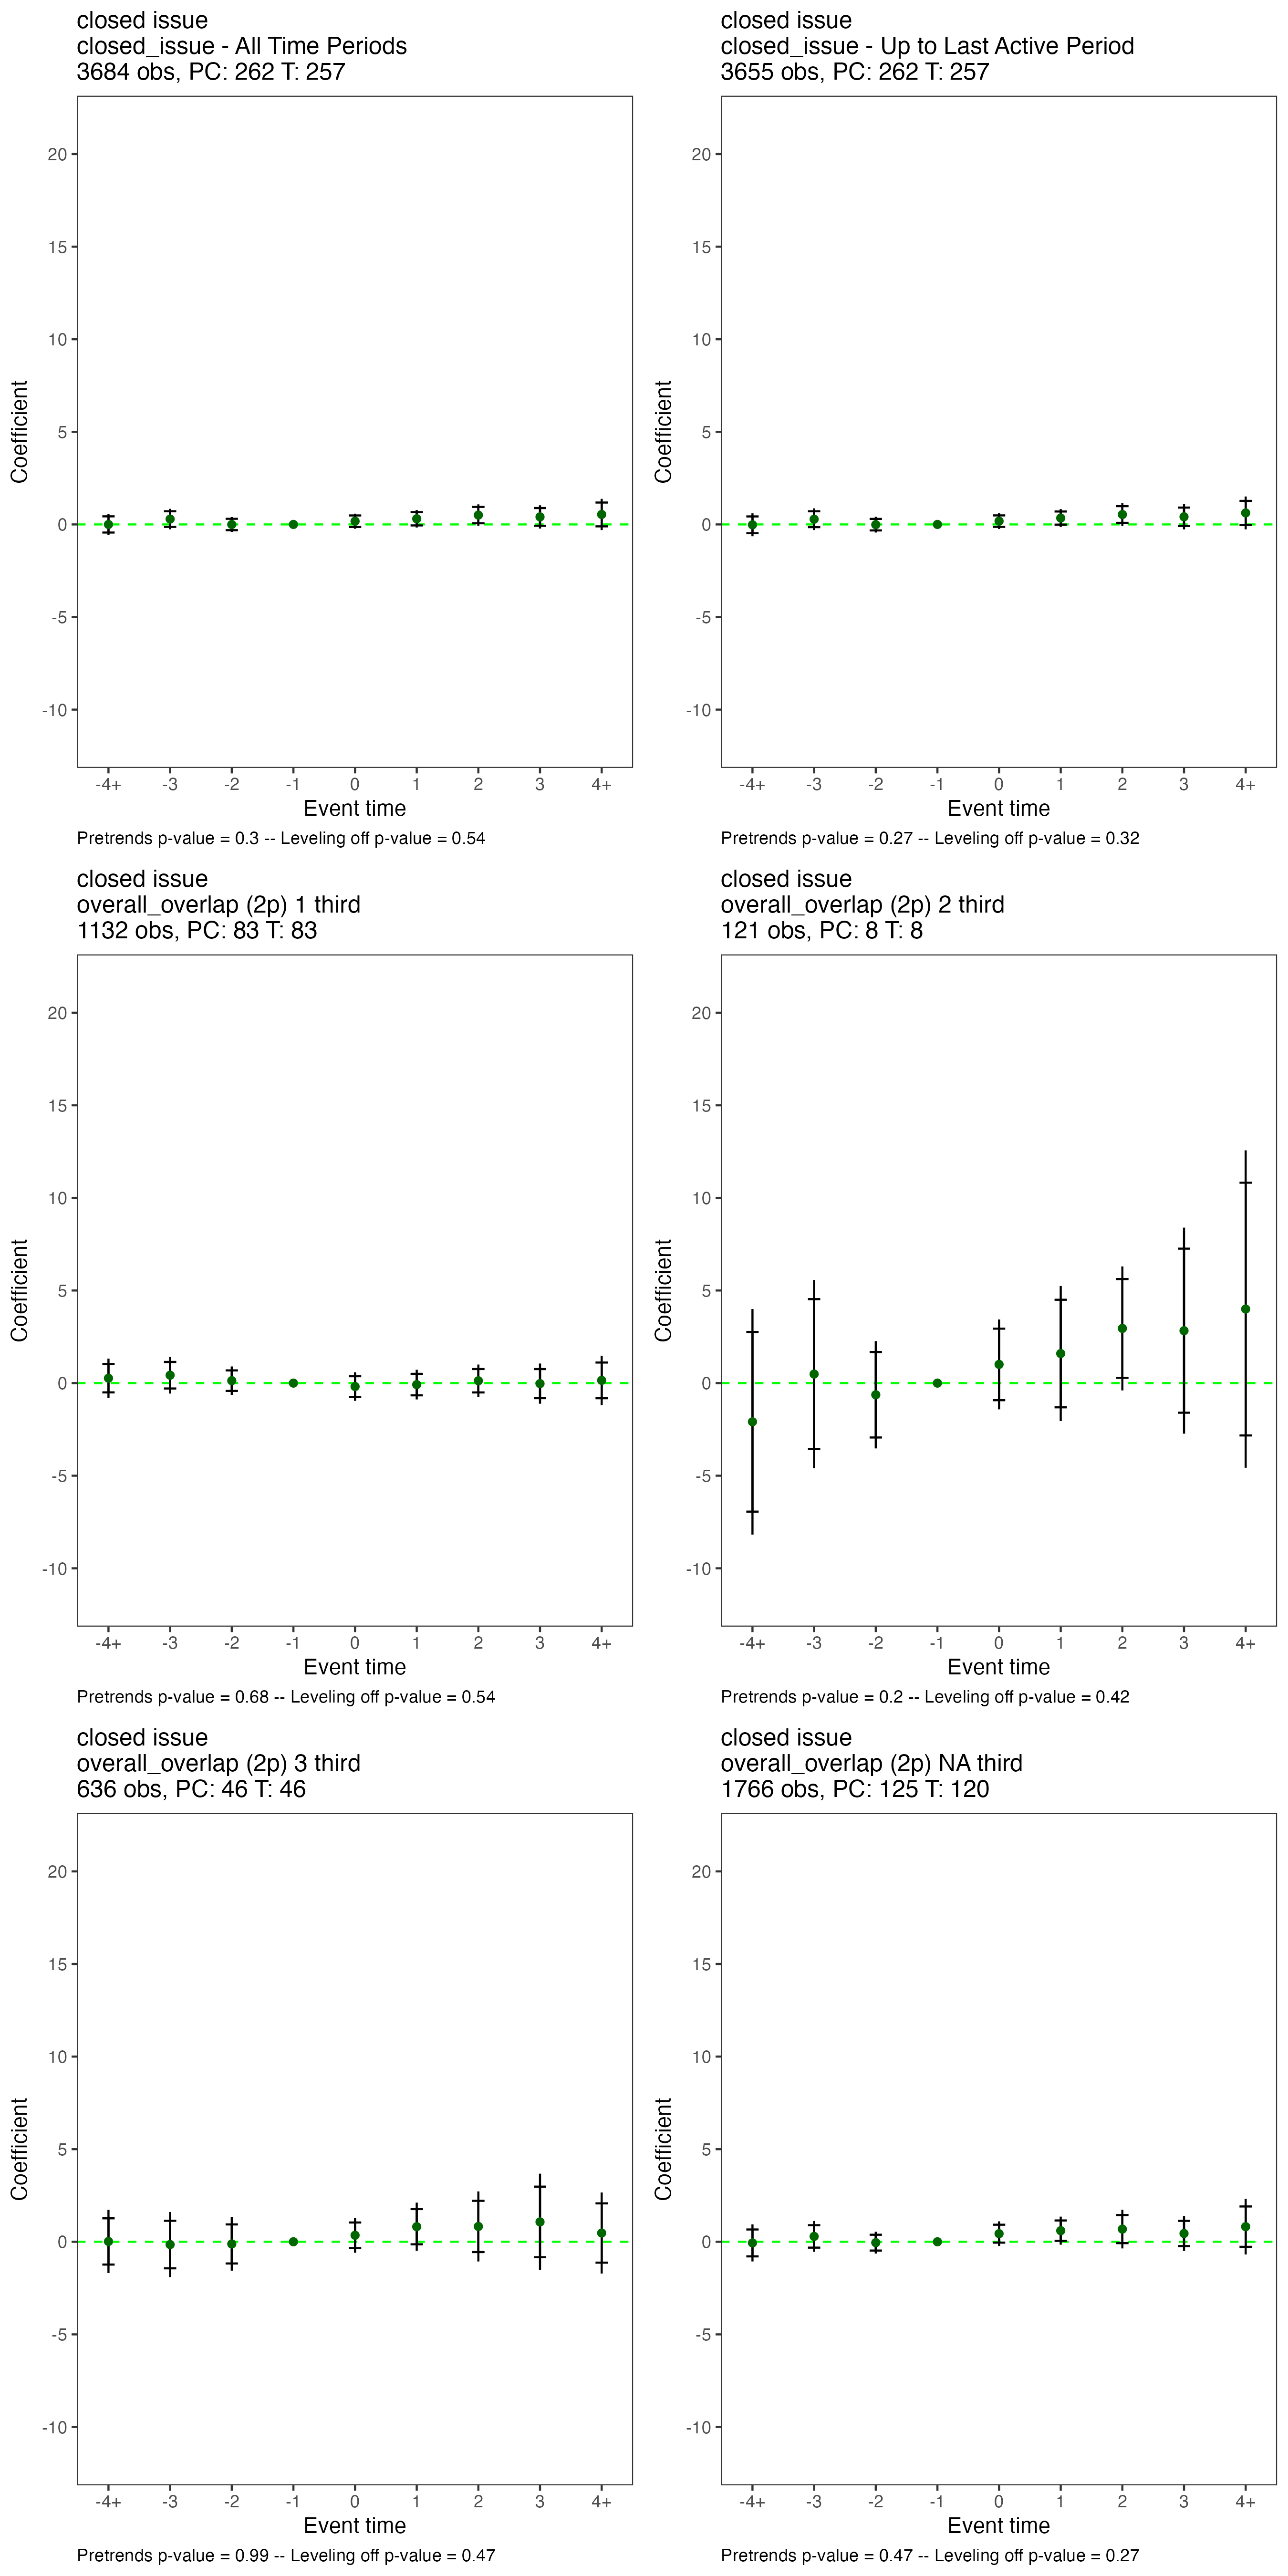 closed issue
closed_issue - All Time Periods
3684 obs, PC: 262 T: 257
20
15
10
5
0
-5
-10
Coefficient
-4+ -3 -2 -1 0 1 2 3 4+
Event time
Pretrends p-value = 0.3 -- Leveling off p-value = 0.54
closed issue
closed_issue - Up to Last Active Period
3655 obs, PC: 262 T: 257
20
15
10
5
0
-5
-10
Coefficient
-4+ -3 -2 -1 0 1 2 3 4+
Event time
Pretrends p-value = 0.27 -- Leveling off p-value = 0.32
closed issue
overall_overlap (2p) 1 third
1132 obs, PC: 83 T: 83
20
15
10
5
0
-5
-10
Coefficient
-4+ -3 -2 -1 0 1 2 3 4+
Event time
Pretrends p-value = 0.68 -- Leveling off p-value = 0.54
closed issue
overall_overlap (2p) 2 third
121 obs, PC: 8 T: 8
20
15
10
5
0
-5
-10
Coefficient
-4+ -3 -2 -1 0 1 2 3 4+
Event time
Pretrends p-value = 0.2 -- Leveling off p-value = 0.42
closed issue
overall_overlap (2p) 3 third
636 obs, PC: 46 T: 46
20
15
10
5
0
-5
-10
Coefficient
-4+ -3 -2 -1 0 1 2 3 4+
Event time
Pretrends p-value = 0.99 -- Leveling off p-value = 0.47
closed issue
overall_overlap (2p) NA third
1766 obs, PC: 125 T: 120
20
15
10
5
0
-5
-10
Coefficient
-4+ -3 -2 -1 0 1 2 3 4+
Event time
Pretrends p-value = 0.47 -- Leveling off p-value = 0.27